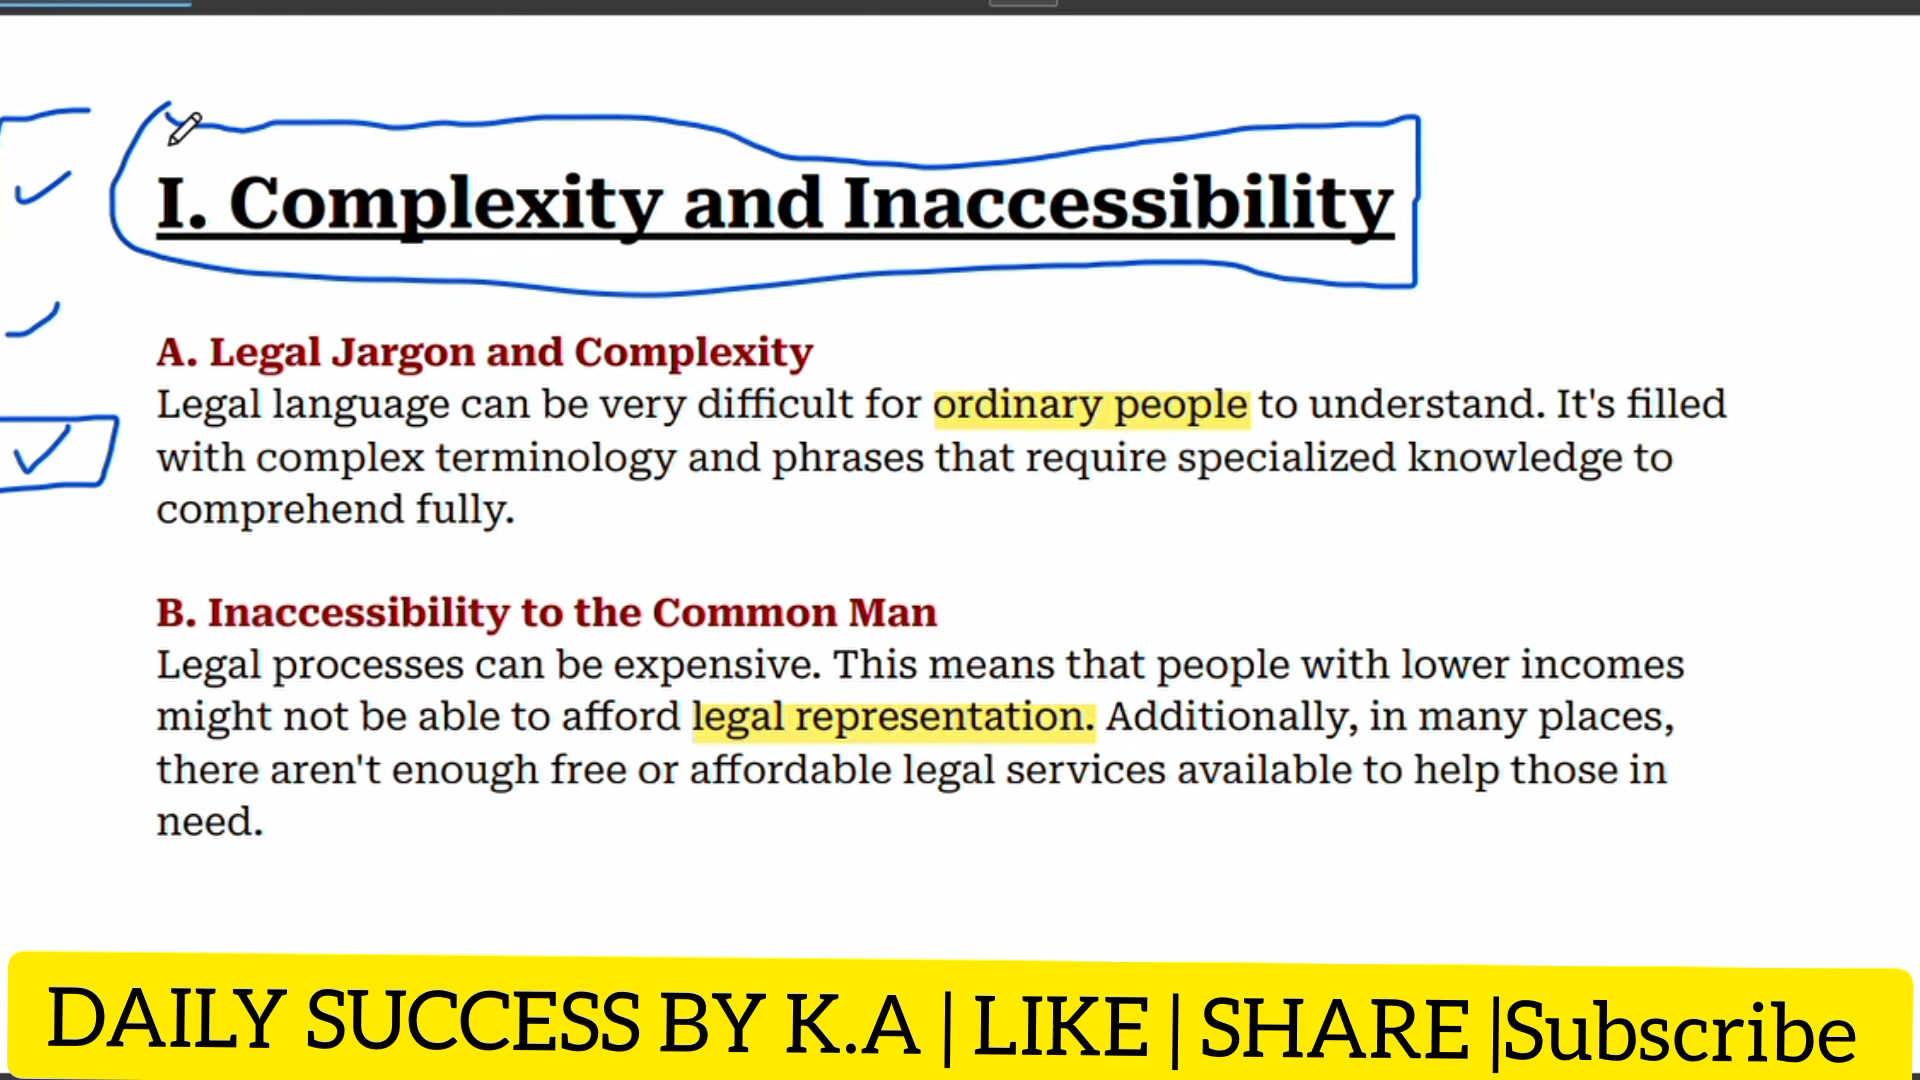 I. Complexity and Inaccessibility
A. Legal Jargon and Complexity
Legal language can be very difficult for ordinary people to understand. It's filled
with complex terminology and phrases that require specialized knowledge to
comprehend fully.
B. Inaccessibility to the Common Man
Legal processes can be expensive. This means that people with lower incomes
might not be able to afford legal representation. Additionally, in many places,
there aren't enough free or affordable legal services available to help those in
need.
DAILY SUCCESS BY K.A | LIKE | SHARE |Subscribe